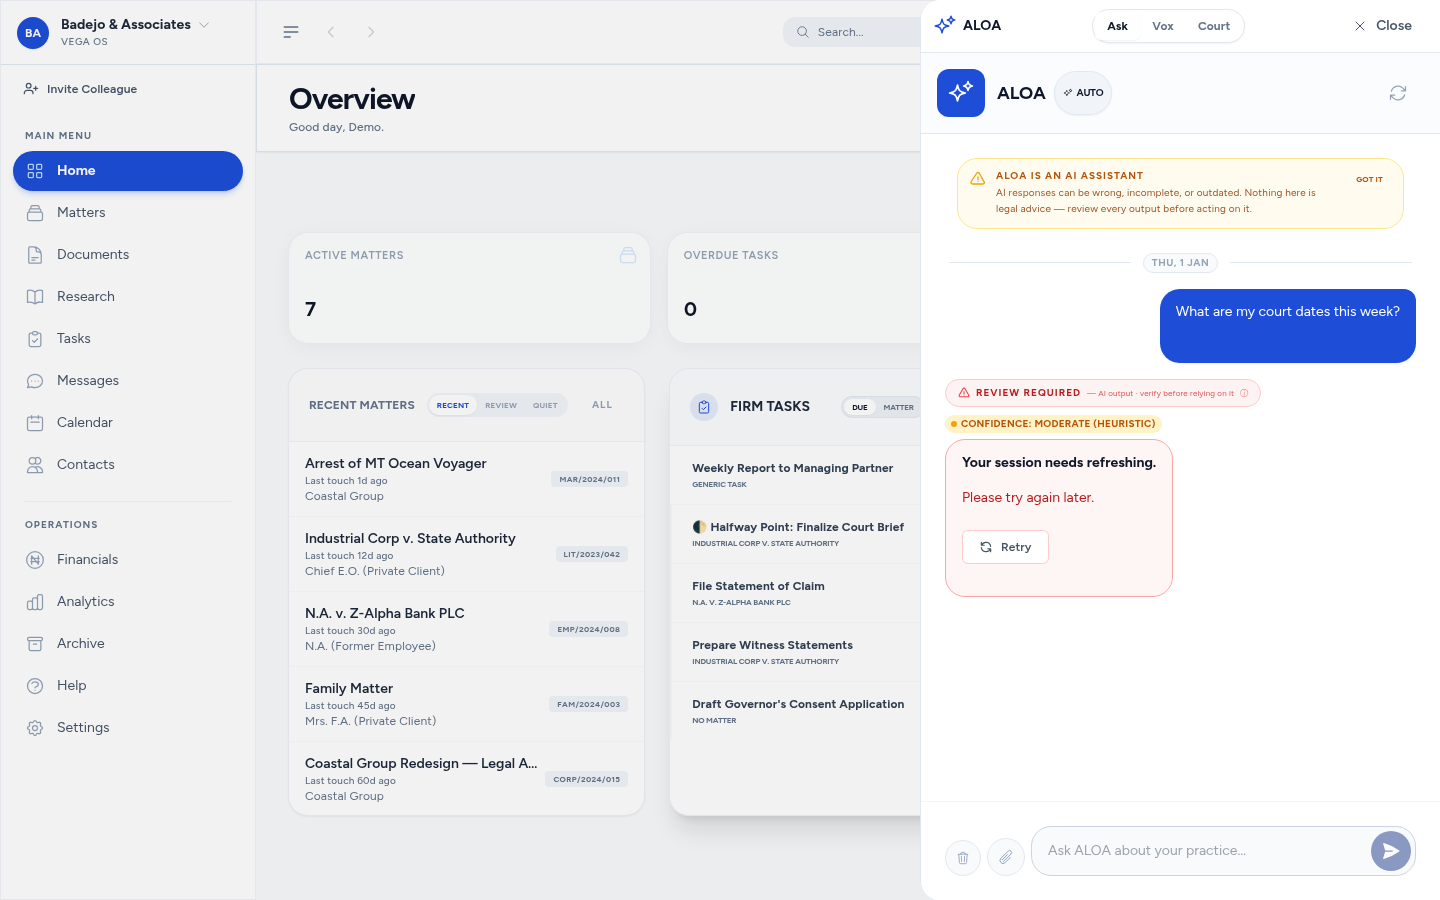 BA
Badejo & Associates
VEGA OS
Invite Colleague
MAIN MENU
Home
Matters
Documents
Research
Tasks
Messages
Calendar
Contacts
OPERATIONS
Financials
Analytics
Archive
Help
Settings
Search...
Overview
Good day, Demo.
ACTIVE MATTERS
7
OVERDUE TASKS
0
RECENT MATTERS
RECENT REVIEW QUIET
ALL
Arrest of MT Ocean Voyager
Last touch 1d ago
Coastal Group
MAR/2024/011
Industrial Corp v. State Authority
Last touch 12d ago
Chief E.O. (Private Client)
LIT/2023/042
N.A. v. Z-Alpha Bank PLC
Last touch 30d ago
N.A. (Former Employee)
EMP/2024/008
Family Matter
Last touch 45d ago
Mrs. F.A. (Private Client)
FAM/2024/003
Coastal Group Redesign — Legal A...
Last touch 60d ago
Coastal Group
CORP/2024/015
FIRM TASKS
DUE MATTER
Weekly Report to Managing Partner
GENERIC TASK
🌓 Halfway Point: Finalize Court Brief
INDUSTRIAL CORP V. STATE AUTHORITY
File Statement of Claim
N.A. V. Z-ALPHA BANK PLC
Prepare Witness Statements
INDUSTRIAL CORP V. STATE AUTHORITY
Draft Governor's Consent Application
NO MATTER
ALOA
Ask Vox Court
Close
ALOA
AUTO
ALOA IS AN AI ASSISTANT
AI responses can be wrong, incomplete, or outdated. Nothing here is
legal advice — review every output before acting on it.
GOT IT
THU, 1 JAN
What are my court dates this week?
REVIEW REQUIRED — AI output · verify before relying on it
CONFIDENCE: MODERATE (HEURISTIC)
Your session needs refreshing.
Please try again later.
Retry
Ask ALOA about your practice...